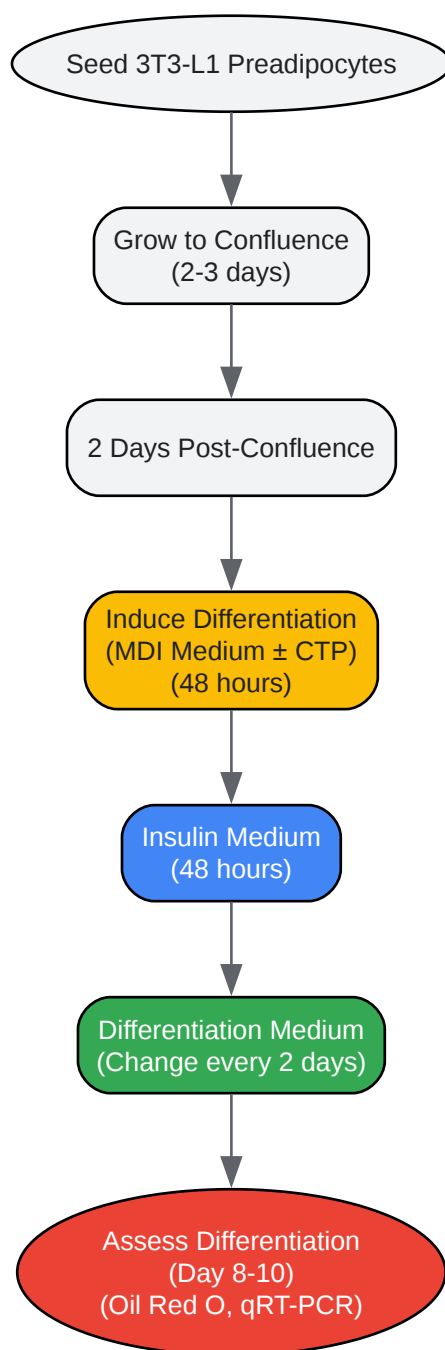 Seed 3T3-L1 Preadipocytes
Grow to Confluence
(2-3 days)
2 Days Post-Confluence
Induce Differentiation
(MDI Medium ± CTP)
(48 hours)
Insulin Medium
(48 hours)
Differentiation Medium
(Change every 2 days)
Assess Differentiation
(Day 8-10)
(Oil Red O, qRT-PCR)